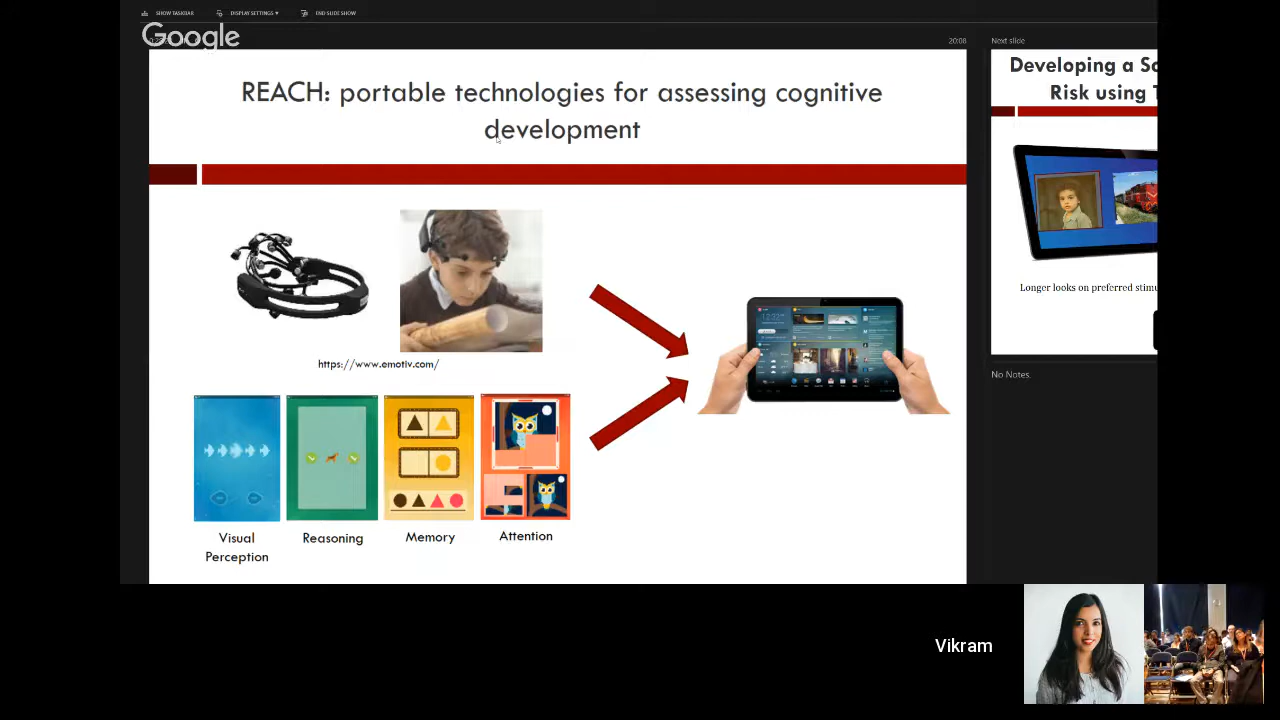 SHOW TASKBAR
DISPLAY SETTINGS ▾
END SLIDE SHOW
Google
20:08
Next slide
REACH: portable technologies for assessing cognitive
development
https://www.emotiv.com/
Visual
Perception
Reasoning
Memory
Attention
Developing a
Risk using
Longer looks on preferred
No Notes.
Vikram